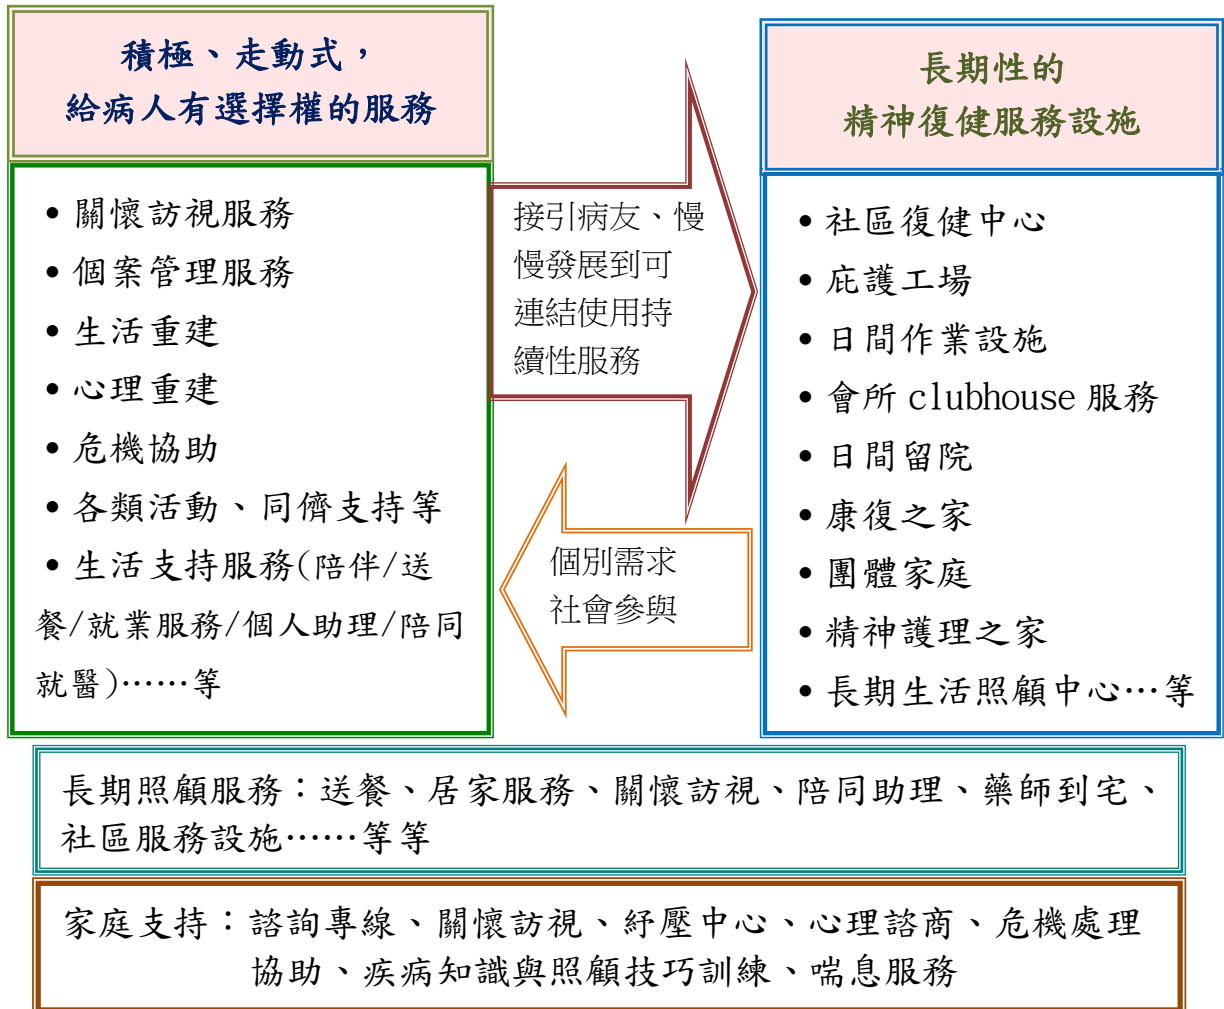 積極、走動式，
給病人有選擇權的服務
•關懷訪視服務
•個案管理服務
•生活重建
•心理重建
•危機協助
•各類活動、同儕支持等
•生活支持服務(陪伴/送
餐/就業服務/個人助理/陪同
就醫)⋯⋯等
接引病友、慢
慢發展到可
連結使用持
續性服務
個別需求
社會參與
長期性的
精神復健服務設施
•社區復健中心
•庇護工場
•日間作業設施
•會所 clubhouse 服務
•日間留院
•康復之家
•團體家庭
•精神護理之家
•長期生活照顧中心⋯等
長期照顧服務：送餐、居家服務、關懷訪視、陪同助理、藥師到宅、
社區服務設施⋯⋯等等
家庭支持：諮詢專線、關懷訪視、紓壓中心、心理諮商、危機處理
協助、疾病知識與照顧技巧訓練、喘息服務